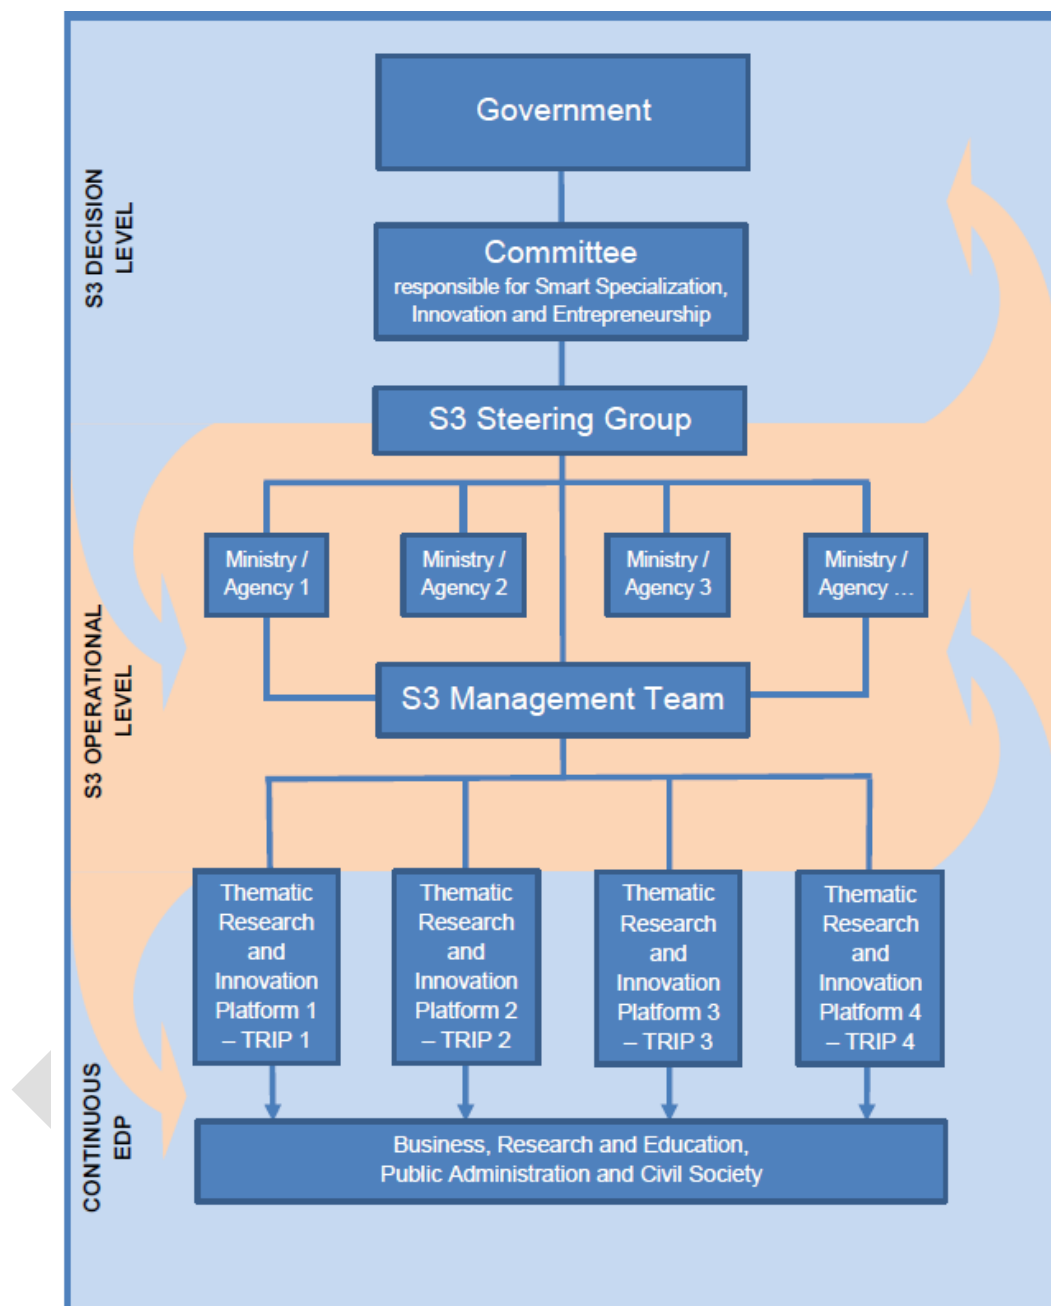 S3 DECISION
LEVEL
Government
Committee
responsible for Smart Specialization,
Innovation and Entrepreneurship
S3 Steering Group
S3 OPERATIONAL
LEVEL
Ministry /
Agency 1
Ministry /
Agency 2
Ministry /
Agency 3
Ministry /
Agency ...
S3 Management Team
CONTINUOUS
EDP
Thematic
Research
and
Innovation
Platform 1
– TRIP 1
Thematic
Research
and
Innovation
Platform 2
– TRIP 2
Thematic
Research
and
Innovation
Platform 3
– TRIP 3
Thematic
Research
and
Innovation
Platform 4
– TRIP 4
Business, Research and Education,
Public Administration and Civil Society